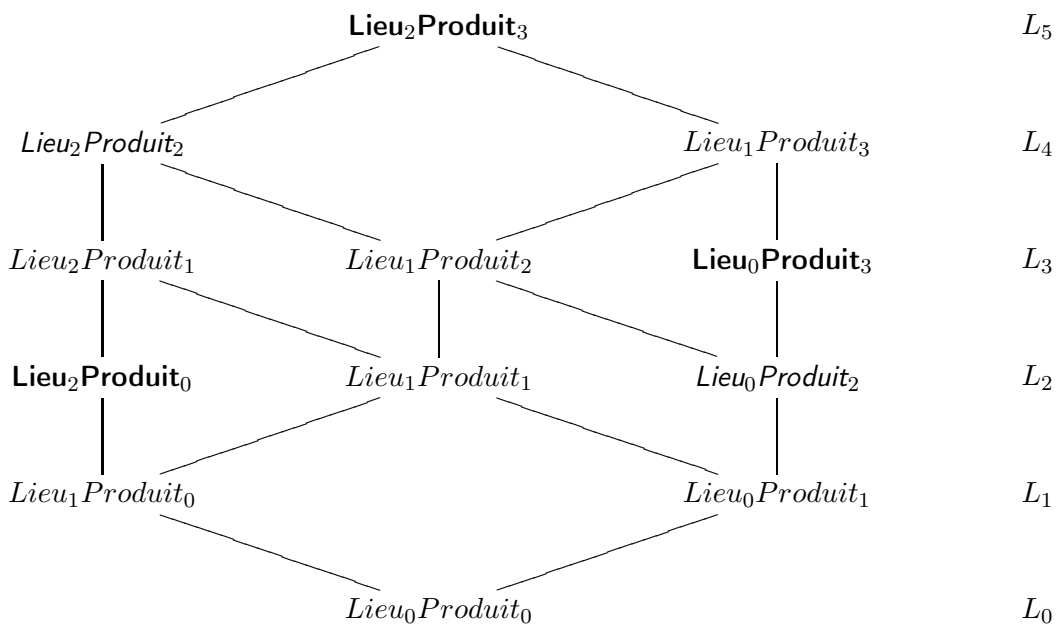 Lieu₂Produit₃ L₅
Lieu₂Produit₂ Lieu₁Produit₃ L₄
Lieu₂Produit₁ Lieu₁Produit₂ Lieu₀Produit₃ L₃
Lieu₂Produit₀ Lieu₁Produit₁ Lieu₀Produit₂ L₂
Lieu₁Produit₀ Lieu₀Produit₁ L₁
Lieu₀Produit₀ L₀